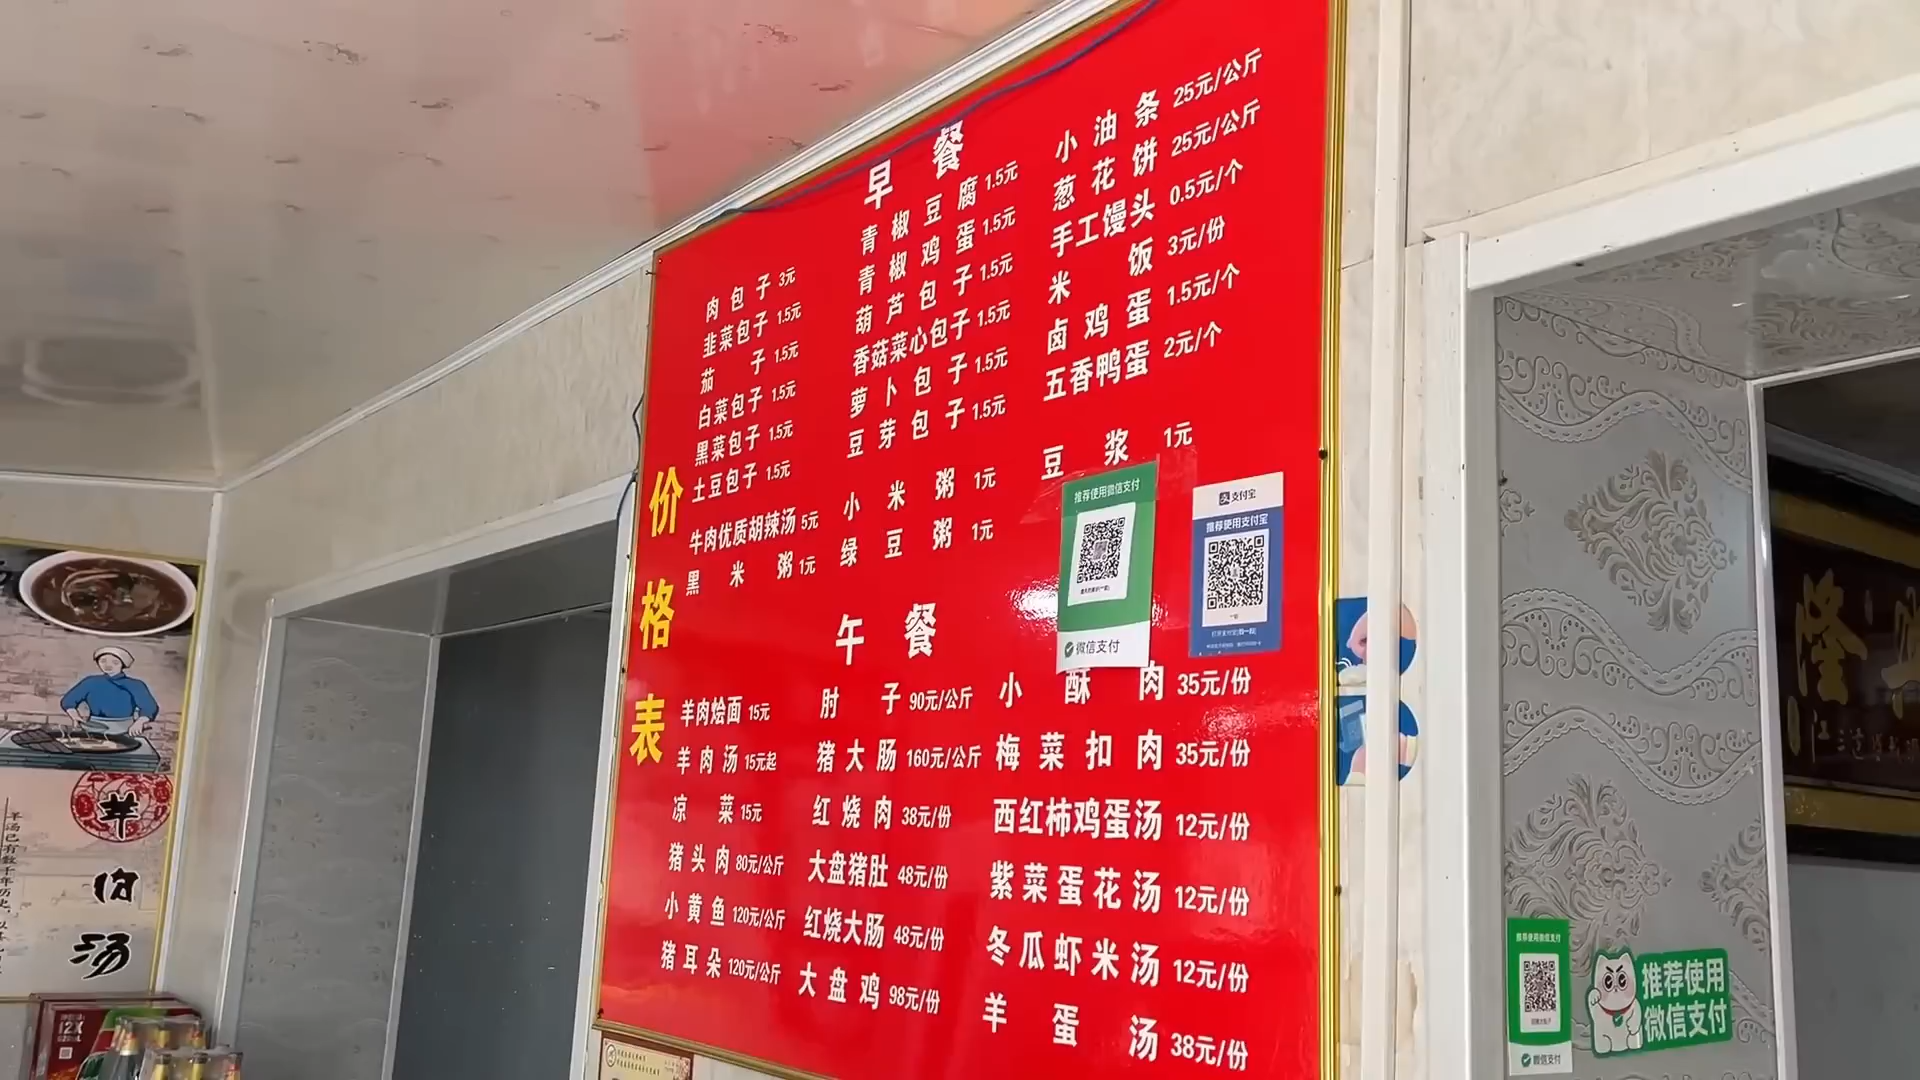 价格表
早餐
肉包子 3元
韭菜包子 1.5元
茄子 1.5元
白菜包子 1.5元
黑菜包子 1.5元
土豆包子 1.5元
牛肉优质胡辣汤 5元
黑米粥 1元
青椒豆腐 1.5元
青椒鸡蛋 1.5元
葫芦包子 1.5元
香菇菜心包子 1.5元
萝卜包子 1.5元
豆芽包子 1.5元
小米粥 1元
绿豆粥 1元
小油条 25元/公斤
葱花饼 25元/公斤
手工馒头 0.5元/个
米饭 3元/份
卤鸡蛋 1.5元/个
五香鸭蛋 2元/个
豆浆 1元
午餐
羊肉烩面 15元
羊肉汤 15元起
凉菜 15元
猪头肉 80元/公斤
小黄鱼 120元/公斤
猪耳朵 120元/公斤
肘子 90元/公斤
猪大肠 160元/公斤
红烧肉 38元/份
大盘猪肚 48元/份
红烧大肠 48元/份
大盘鸡 98元/份
小酥肉 35元/份
梅菜扣肉 35元/份
西红柿鸡蛋汤 12元/份
紫菜蛋花汤 12元/份
冬瓜虾米汤 12元/份
羊蛋汤 38元/份
推荐使用微信支付
微信支付
支付宝
推荐使用支付宝
推荐使用微信支付
微信支付
推荐使用
微信支付
羊肉汤
12X
隆